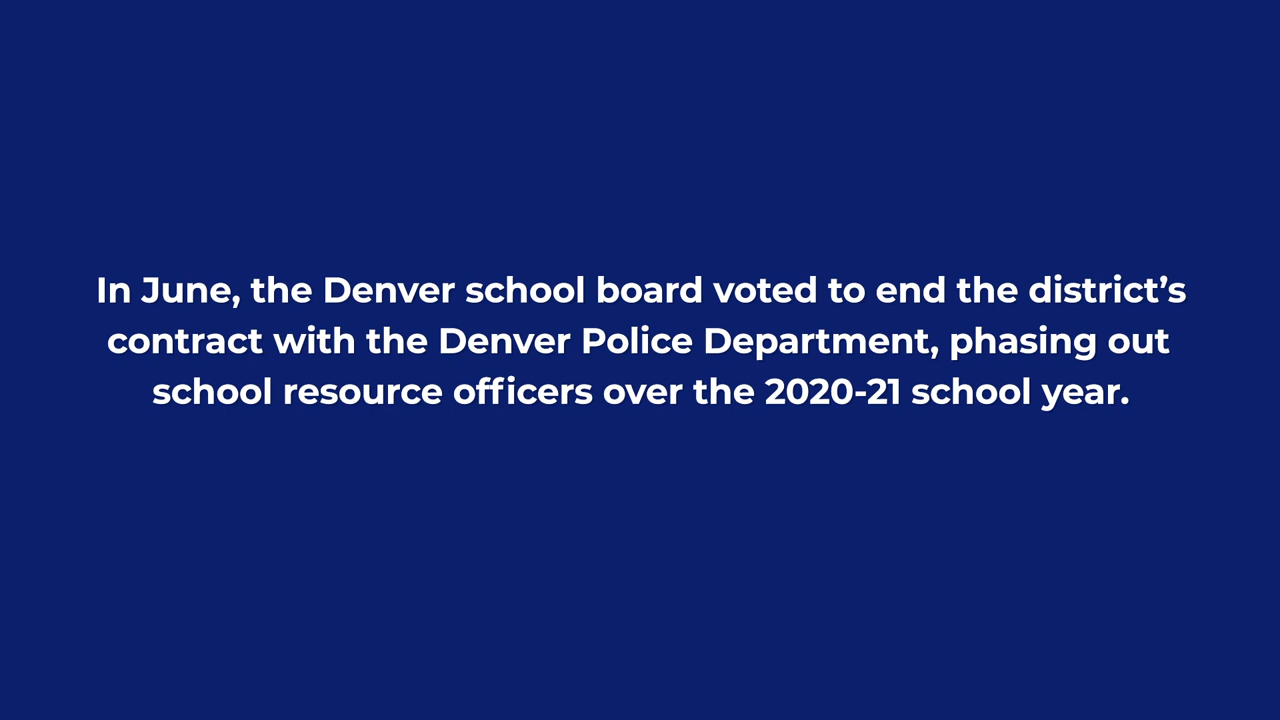 In June, the Denver school board voted to end the district’s
contract with the Denver Police Department, phasing out
school resource officers over the 2020-21 school year.